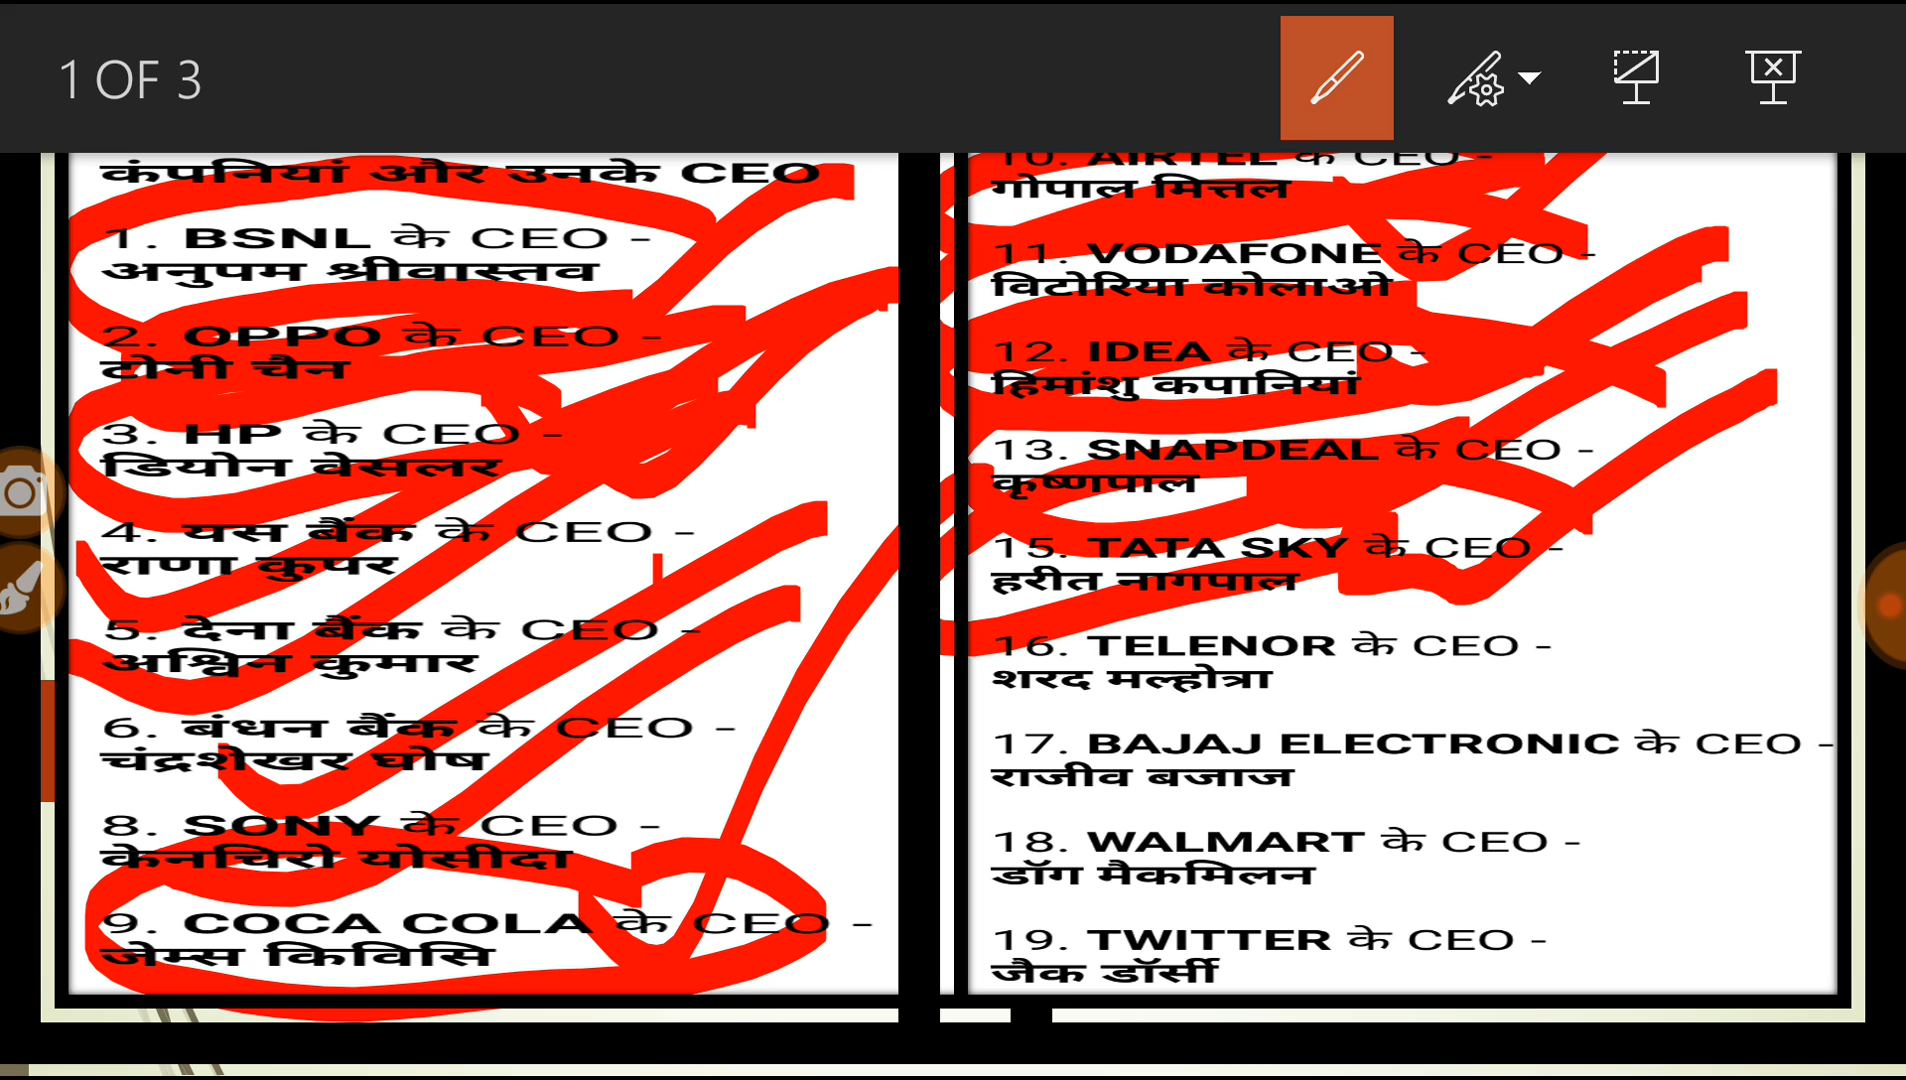 1 OF 3
कंपनियां और उनके CEO
1. BSNL के CEO -
अनुपम श्रीवास्तव
2. OPPO के CEO -
टोनी चैन
3. HP के CEO -
डियोन वेसलर
4. यस बैंक के CEO -
राणा कुपर
5. देना बैंक के CEO -
अश्विन कुमार
6. बंधन बैंक के CEO -
चंद्रशेखर घोष
8. SONY के CEO -
केनचिरो योसीदा
9. COCA COLA के CEO -
जेम्स किविसि
10. AIRTEL के CEO -
गोपाल मित्तल
11. VODAFONE के CEO -
विटोरिया कोलाओ
12. IDEA के CEO -
हिमांशु कपानियां
13. SNAPDEAL के CEO -
कृष्णपाल
15. TATA SKY के CEO -
हरीत नागपाल
16. TELENOR के CEO -
शरद मल्होत्रा
17. BAJAJ ELECTRONIC के CEO -
राजीव बजाज
18. WALMART के CEO -
डॉग मैकमिलन
19. TWITTER के CEO -
जैक डॉर्सी